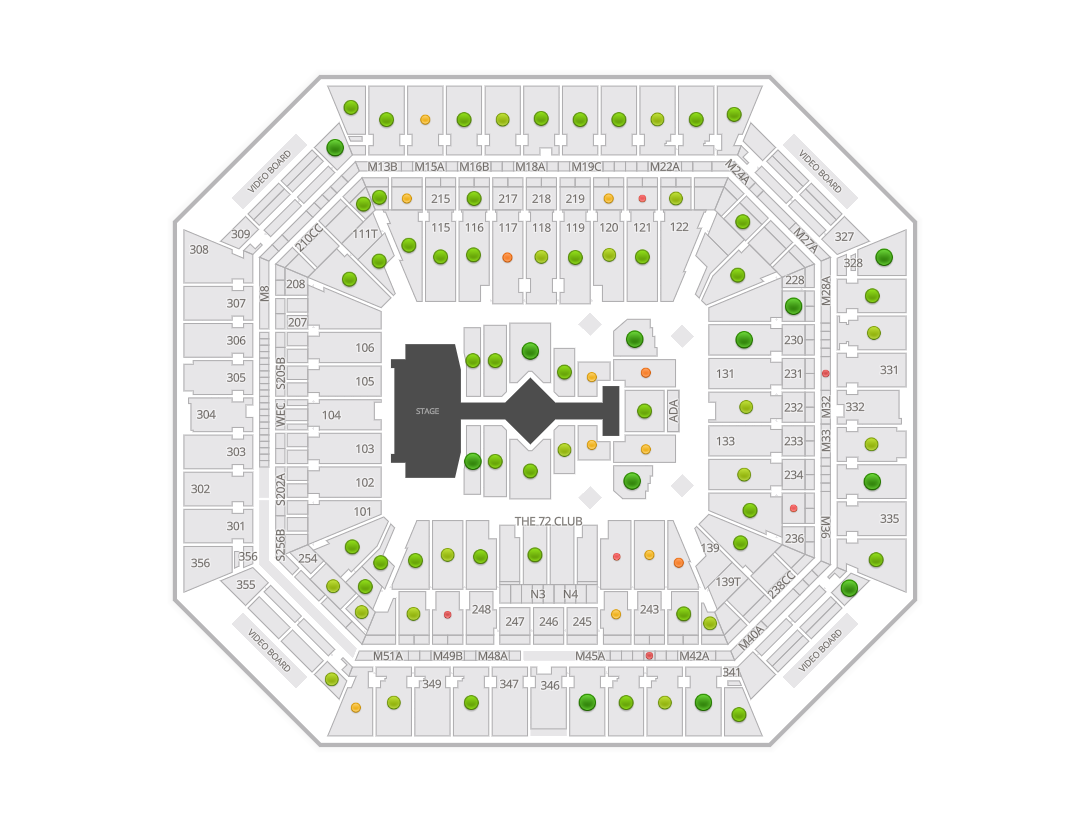 VIDEO BOARD
VIDEO BOARD
M13B
M15A
M16B
M18A
M19C
M22A
M24A
215
217
218
219
115
116
117
118
119
120
121
122
111T
210CC
309
308
M27A
327
328
228
M28A
208
M8
307
207
306
106
230
S205B
305
105
131
231
331
STAGE
304
WEC
104
ADA
232
M32
332
303
103
133
233
M33
302
S202A
102
234
301
101
335
M36
THE 72 CLUB
S256B
236
356
356
254
139
355
139T
238CC
N3
N4
248
247
246
245
243
VIDEO BOARD
VIDEO BOARD
M40A
M51A
M49B
M48A
M45A
M42A
341
349
347
346